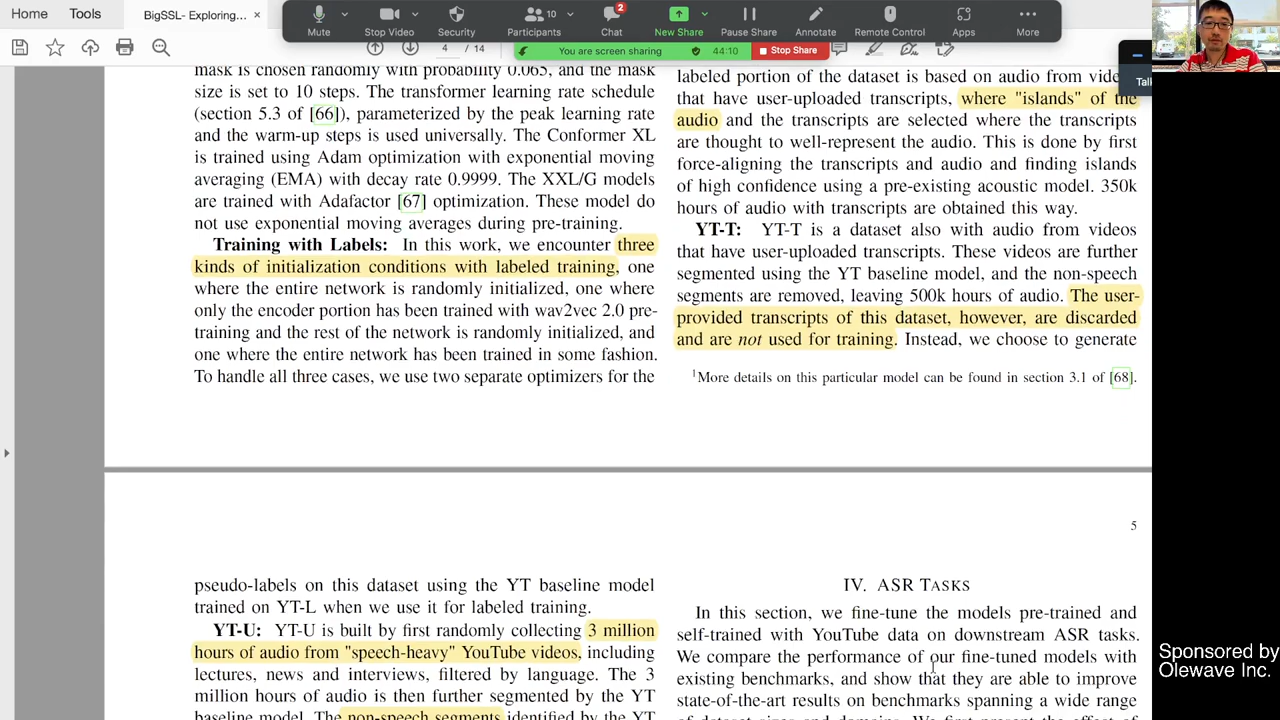 Home
Tools
BigSSL- Exploring...
×
4 / 14
Mute
Stop Video
Security
10
Participants
2
Chat
New Share
Pause Share
Annotate
Remote Control
Apps
More
You are screen sharing
44:10
Stop Share
Tal
mask is chosen randomly with probability 0.065, and the mask
size is set to 10 steps. The transformer learning rate schedule
(section 5.3 of [66]), parameterized by the peak learning rate
and the warm-up steps is used universally. The Conformer XL
is trained using Adam optimization with exponential moving
averaging (EMA) with decay rate 0.9999. The XXL/G models
are trained with Adafactor [67] optimization. These model do
not use exponential moving averages during pre-training.
Training with Labels: In this work, we encounter three
kinds of initialization conditions with labeled training, one
where the entire network is randomly initialized, one where
only the encoder portion has been trained with wav2vec 2.0 pre-
training and the rest of the network is randomly initialized, and
one where the entire network has been trained in some fashion.
To handle all three cases, we use two separate optimizers for the
labeled portion of the dataset is based on audio from
that have user-uploaded transcripts, where "islands" of the
audio and the transcripts are selected where the transcripts
are thought to well-represent the audio. This is done by first
force-aligning the transcripts and audio and finding islands
of high confidence using a pre-existing acoustic model. 350k
hours of audio with transcripts are obtained this way.
YT-T: YT-T is a dataset also with audio from videos
that have user-uploaded transcripts. These videos are further
segmented using the YT baseline model, and the non-speech
segments are removed, leaving 500k hours of audio. The user-
provided transcripts of this dataset, however, are discarded
and are not used for training. Instead, we choose to generate
1More details on this particular model can be found in section 3.1 of [68].
5
pseudo-labels on this dataset using the YT baseline model
trained on YT-L when we use it for labeled training.
YT-U: YT-U is built by first randomly collecting 3 million
hours of audio from "speech-heavy" YouTube videos, including
lectures, news and interviews, filtered by language. The 3
million hours of audio is then further segmented by the YT
baseline model. The non-speech segments identified by the YT
IV. ASR TASKS
In this section, we fine-tune the models pre-trained and
self-trained with YouTube data on downstream ASR tasks.
We compare the performance of our fine-tuned models with
existing benchmarks, and show that they are able to improve
state-of-the-art results on benchmarks spanning a wide range
of dataset sizes and domains. We first present the effect of
Sponsored by
Olewave Inc.